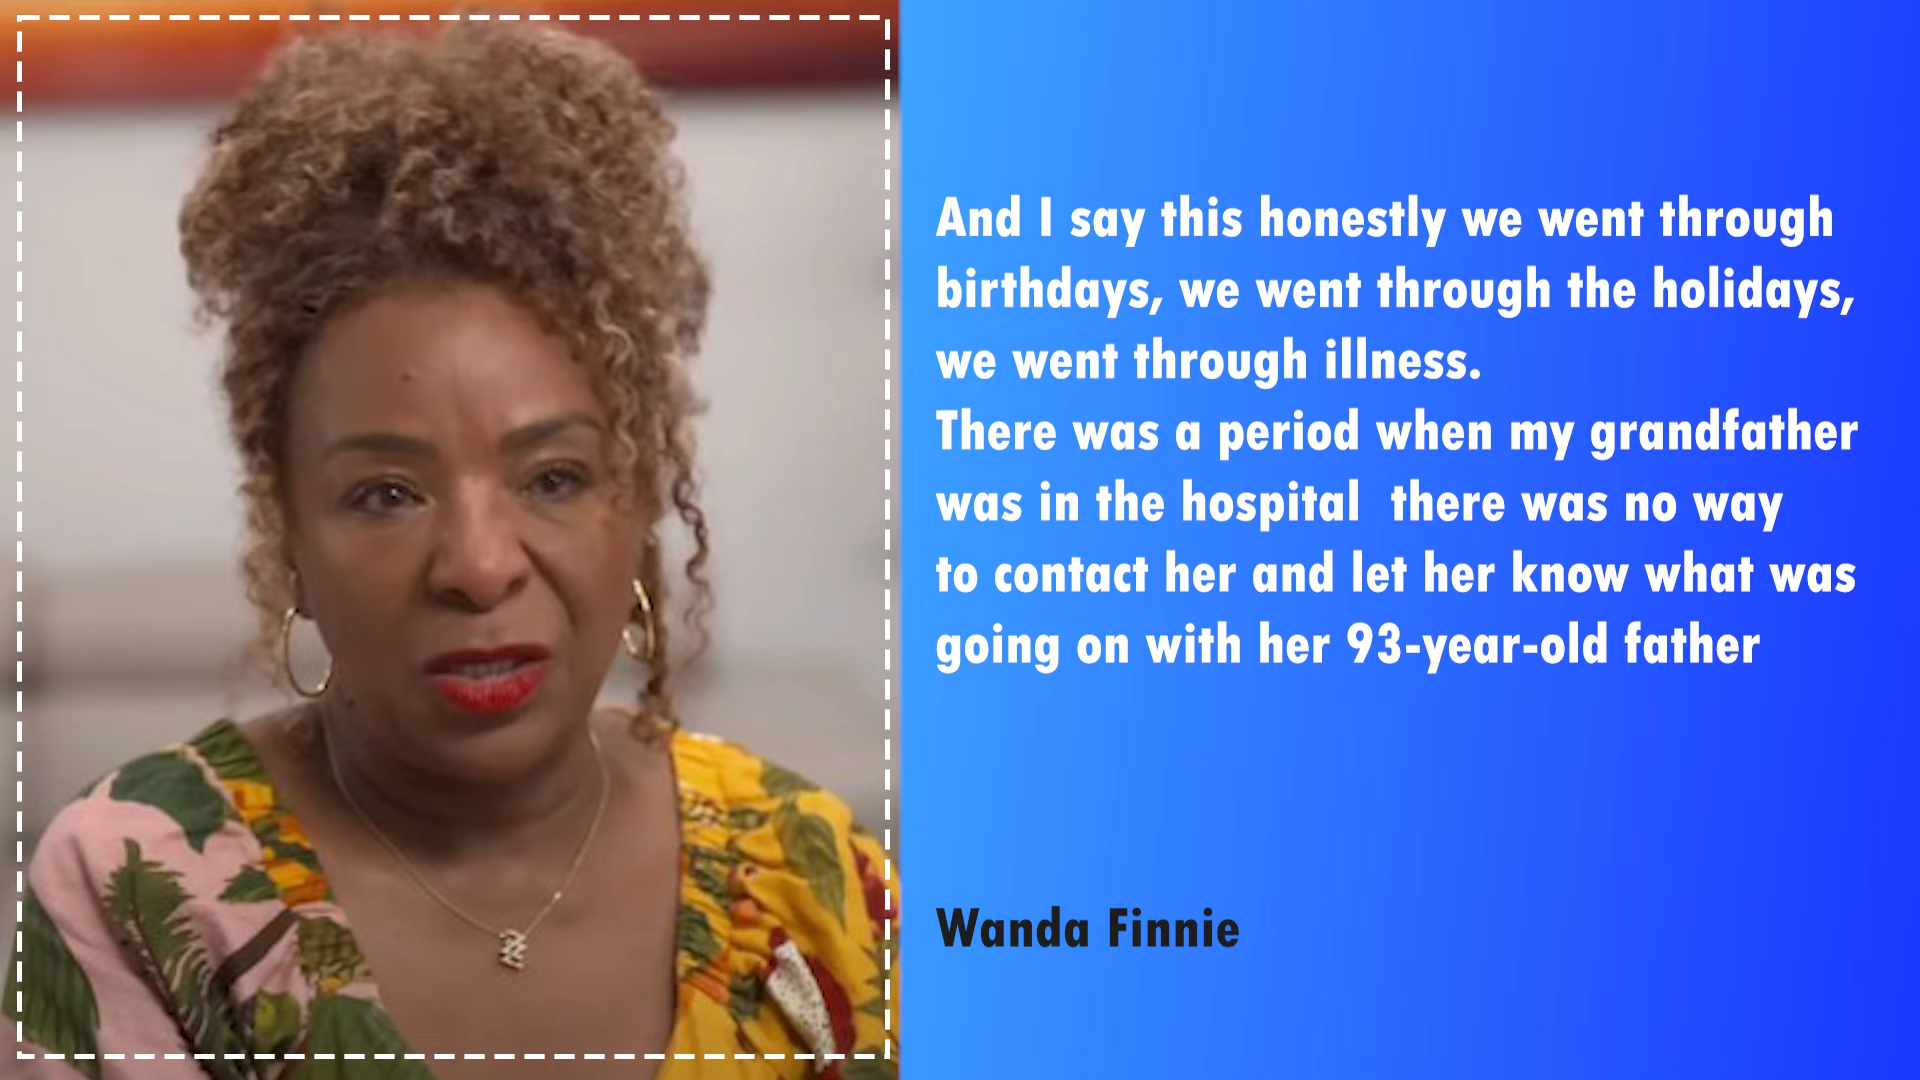 And I say this honestly we went through
birthdays, we went through the holidays,
we went through illness.
There was a period when my grandfather
was in the hospital  there was no way
to contact her and let her know what was
going on with her 93-year-old father
Wanda Finnie